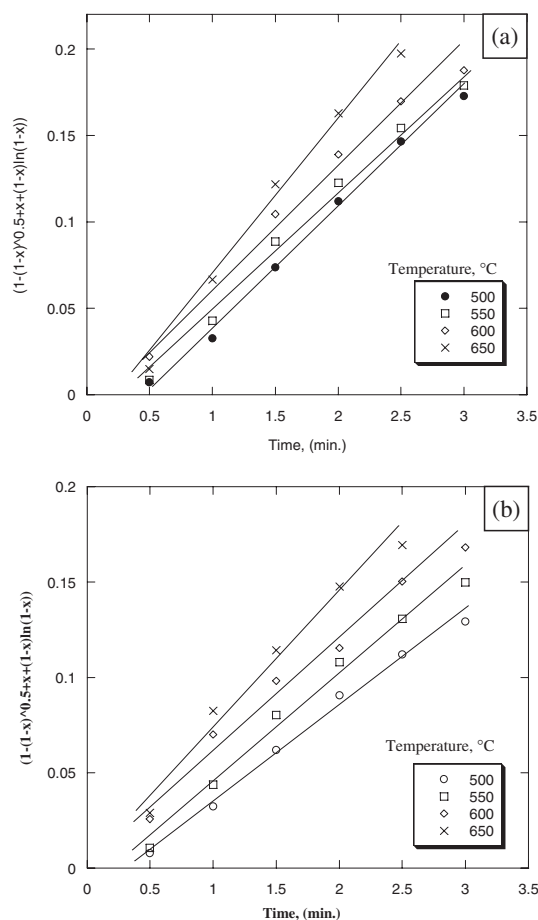 (a)
0.2
0.15
0.1
0.05
0
(1-(1-x)^0.5+x+(1-x)ln(1-x))
Temperature, °C
500
550
600
650
0 0.5 1 1.5 2 2.5 3 3.5
Time, (min.)
(b)
0.2
0.15
0.1
0.05
0
(1-(1-x)^0.5+x+(1-x)ln(1-x))
Temperature, °C
500
550
600
650
0 0.5 1 1.5 2 2.5 3 3.5
Time, (min.)